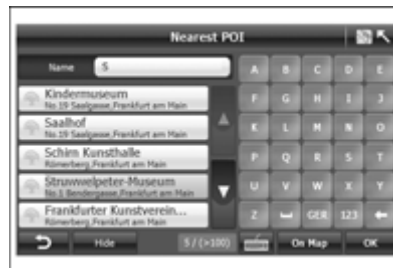 Nearest POI
Name S
Kindermuseum
No.19 Saalgasse,Frankfurt am Main
Saalhof
No.19 Saalgasse,Frankfurt am Main
Schirn Kunsthalle
Römerberg,Frankfurt am Main
Struwwelpeter-Museum
No.1 Bendergasse,Frankfurt am Main
Frankfurter Kunstverein...
Römerberg,Frankfurt am Main
A B C D E
F G H I J
K L M N O
P Q R S T
U V W X Y
Z GER 123
Hide 5 / (>100) On Map OK